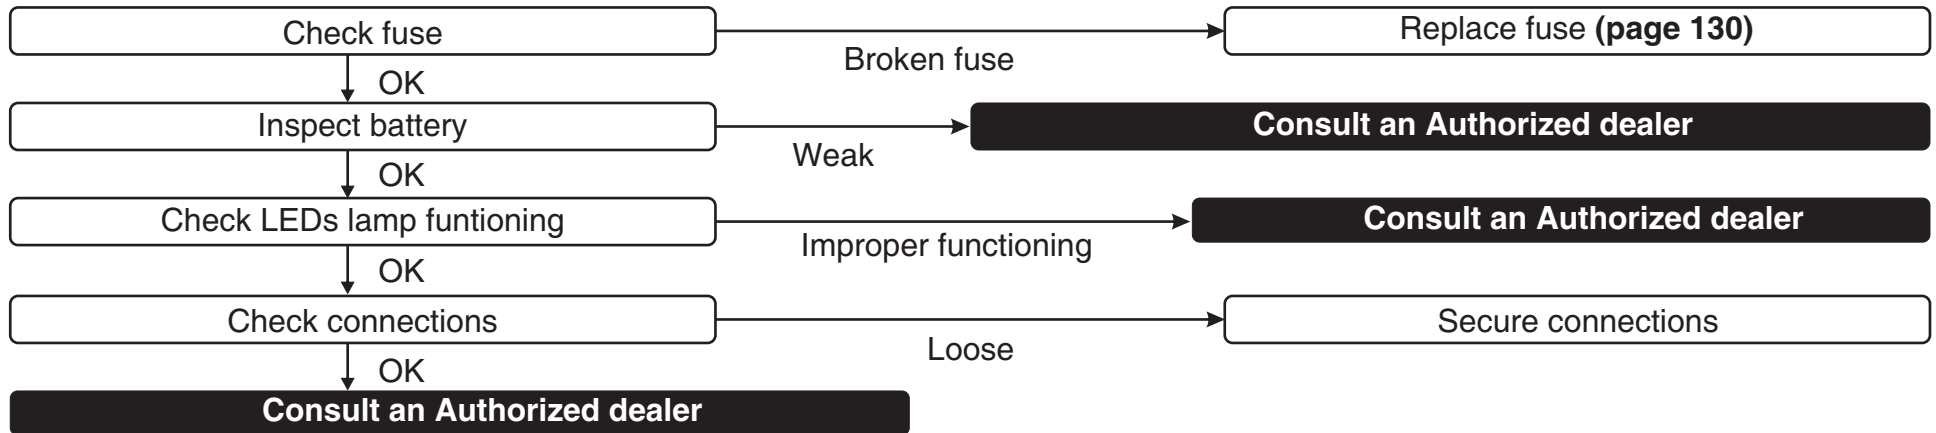 Check fuse
Broken fuse
Replace fuse (page 130)
OK
Inspect battery
Weak
Consult an Authorized dealer
OK
Check LEDs lamp funtioning
Improper functioning
Consult an Authorized dealer
OK
Check connections
Loose
Secure connections
OK
Consult an Authorized dealer